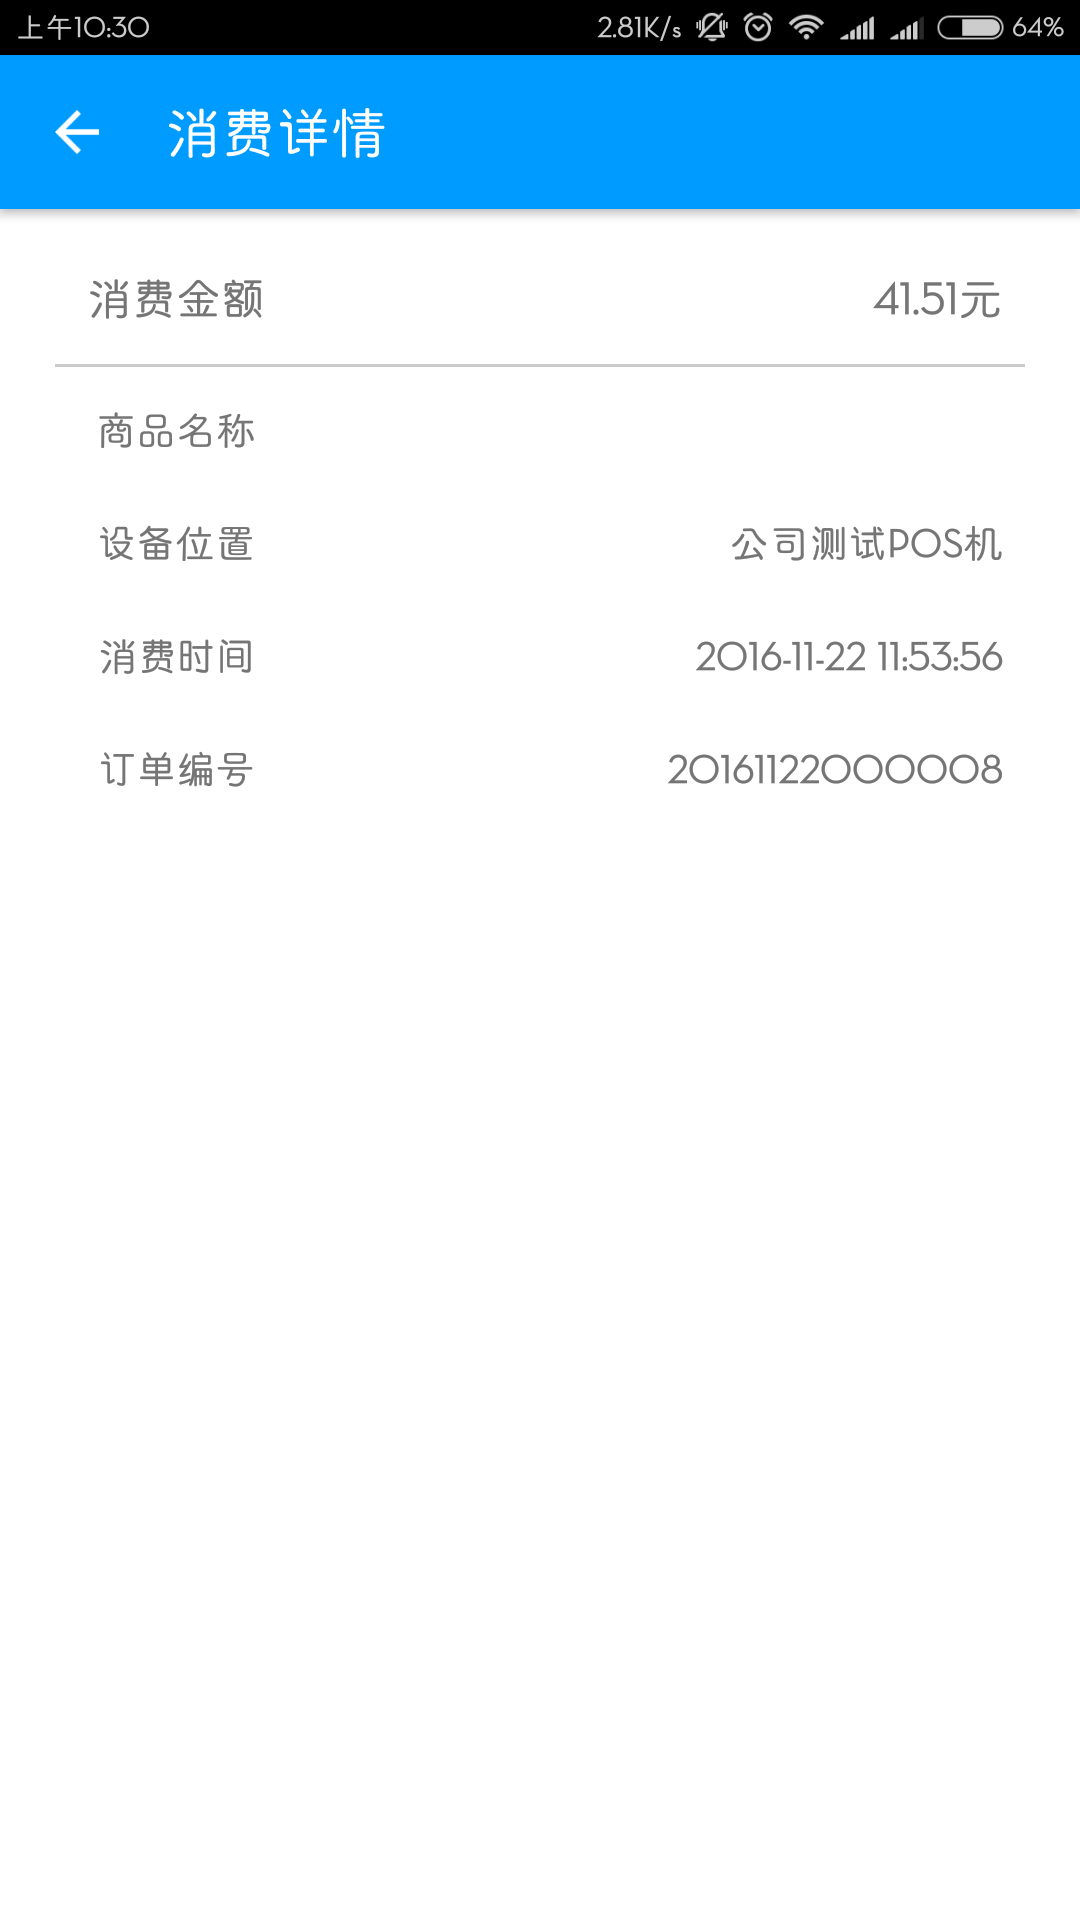 上午10:30 2.81K/s 64%
消费详情
消费金额 41.51元
商品名称
设备位置 公司测试POS机
消费时间 2016-11-22 11:53:56
订单编号 20161122000008